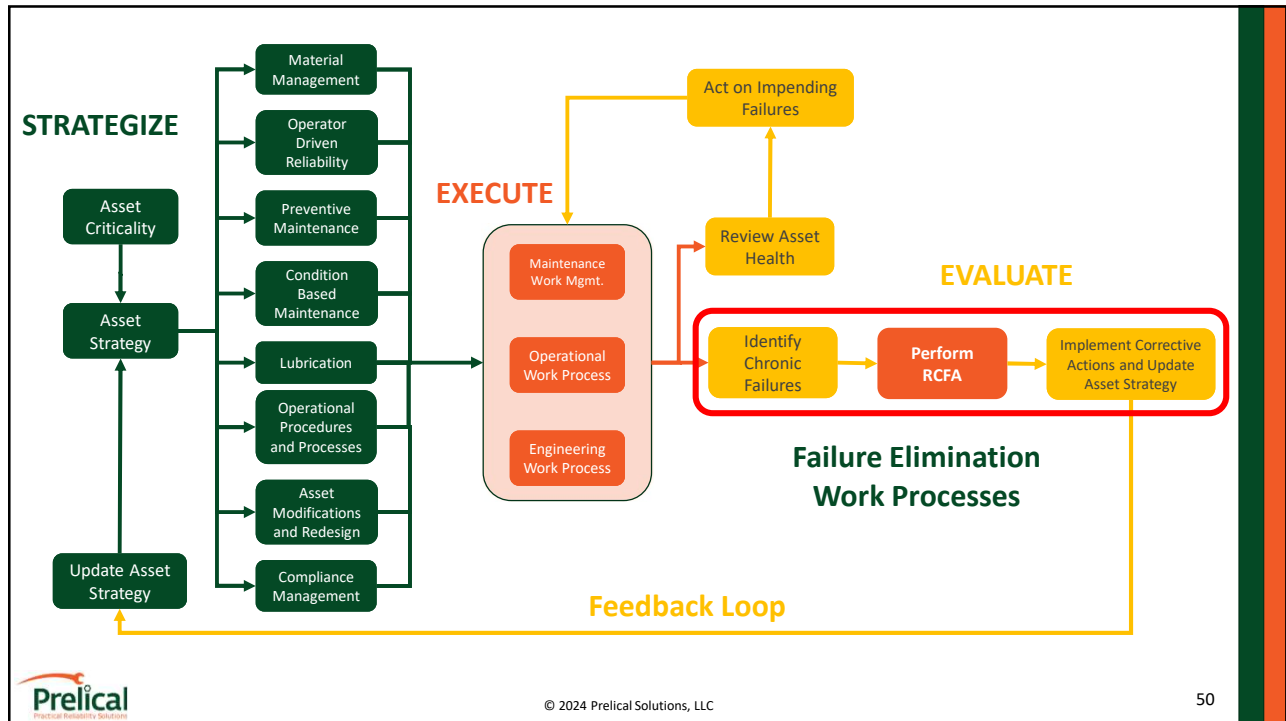 STRATEGIZE
Asset
Criticality
Asset
Strategy
Update Asset
Strategy
Material
Management
Operator
Driven
Reliability
Preventive
Maintenance
Condition
Based
Maintenance
Lubrication
Operational
Procedures
and Processes
Asset
Modifications
and Redesign
Compliance
Management
EXECUTE
Maintenance
Work Mgmt.
Operational
Work Process
Engineering
Work Process
Act on Impending
Failures
Review Asset
Health
EVALUATE
Identify
Chronic
Failures
Perform
RCFA
Implement Corrective
Actions and Update
Asset Strategy
Failure Elimination
Work Processes
Feedback Loop
Prelical
Practical Reliability Solutions
© 2024 Prelical Solutions, LLC
50